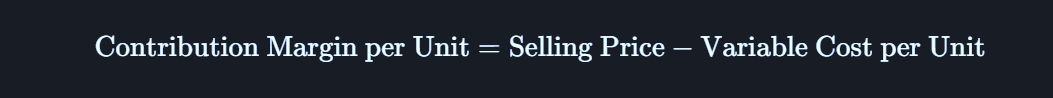 Contribution Margin per Unit = Selling Price − Variable Cost per Unit